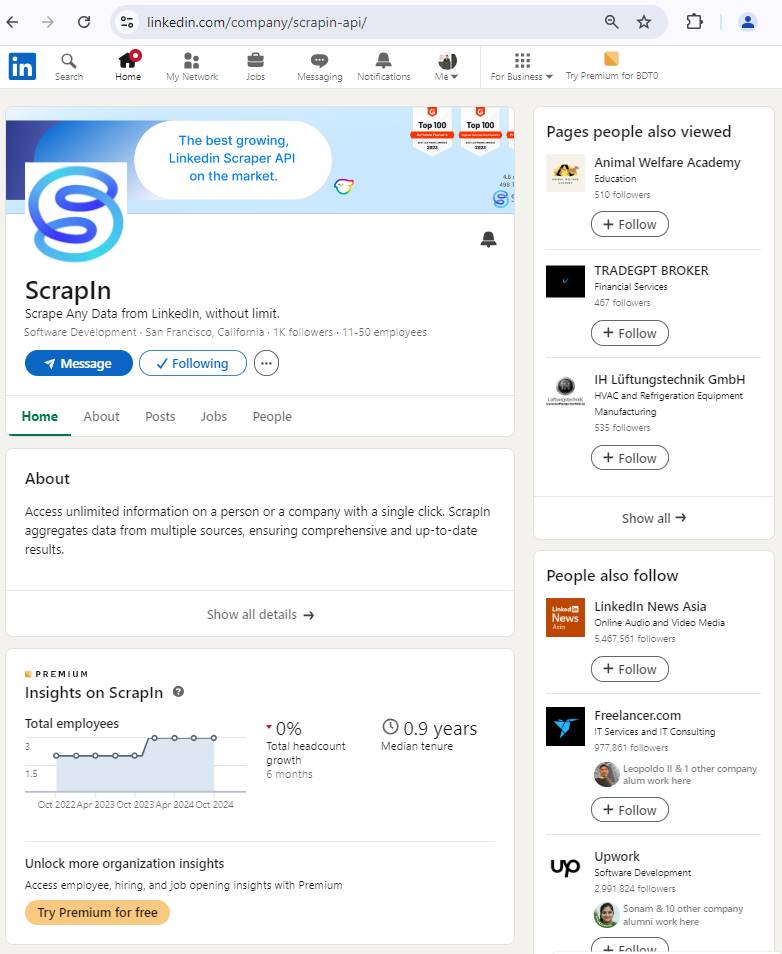 linkedin.com/company/scrapin-api/
in
Search
Home
My Network
Jobs
Messaging
Notifications
Me
For Business
Try Premium for BDT0
The best growing,
Linkedin Scraper API
on the market.
Top 100
Top 100
2023
2023
ScrapIn
Scrape Any Data from LinkedIn, without limit.
Software Development · San Francisco, California · 1K followers · 11-50 employees
Message
Following
Home
About
Posts
Jobs
People
About
Access unlimited information on a person or a company with a single click. ScrapIn
aggregates data from multiple sources, ensuring comprehensive and up-to-date
results.
Show all details
PREMIUM
Insights on ScrapIn
Total employees
3
1.5
Oct 2022 Apr 2023 Oct 2023 Apr 2024 Oct 2024
0%
Total headcount
growth
6 months
0.9 years
Median tenure
Unlock more organization insights
Access employee, hiring, and job opening insights with Premium
Try Premium for free
Pages people also viewed
Animal Welfare Academy
Education
510 followers
+ Follow
TRADEGPT BROKER
Financial Services
467 followers
+ Follow
IH Lüftungstechnik GmbH
HVAC and Refrigeration Equipment
Manufacturing
535 followers
+ Follow
Show all
People also follow
Linked in
News
Asia
LinkedIn News Asia
Online Audio and Video Media
5,467,561 followers
+ Follow
Freelancer.com
IT Services and IT Consulting
977,861 followers
Leopoldo II & 1 other company
alum work here
+ Follow
up
Upwork
Software Development
2,991,824 followers
Sonam & 10 other company
alumni work here
+ Follow